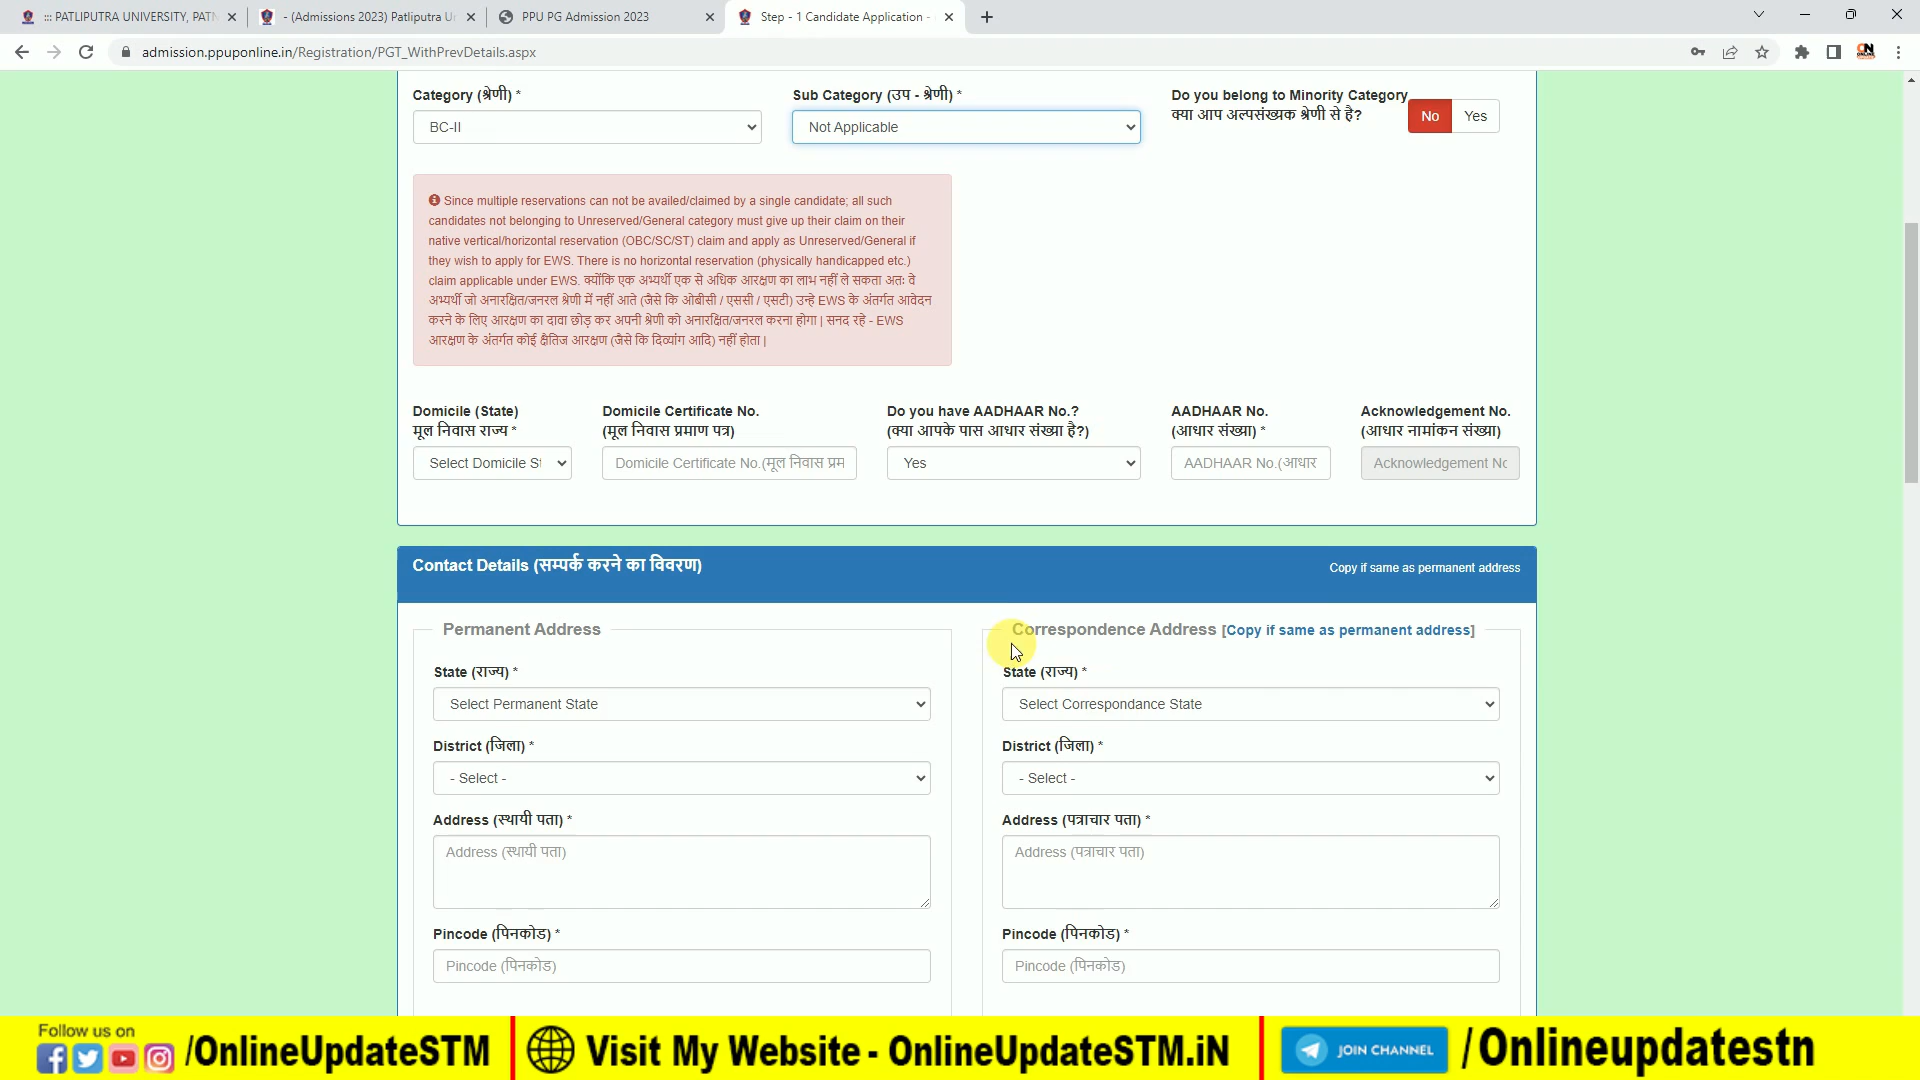 ::: PATLIPUTRA UNIVERSITY, PATN
- (Admissions 2023) Patliputra U
PPU PG Admission 2023
Step - 1 Candidate Application -
admission.ppuponline.in/Registration/PGT_WithPrevDetails.aspx
Category (श्रेणी) *
Sub Category (उप - श्रेणी) *
Do you belong to Minority Category
क्या आप अल्पसंख्यक श्रेणी से है?
No
Yes
BC-II
Not Applicable
Since multiple reservations can not be availed/claimed by a single candidate; all such
candidates not belonging to Unreserved/General category must give up their claim on their
native vertical/horizontal reservation (OBC/SC/ST) claim and apply as Unreserved/General if
they wish to apply for EWS. There is no horizontal reservation (physically handicapped etc.)
claim applicable under EWS. क्योंकि एक अभ्यर्थी एक से अधिक आरक्षण का लाभ नहीं ले सकता अतः वे
अभ्यर्थी जो अनारक्षित/जनरल श्रेणी में नहीं आते (जैसे कि ओबीसी / एससी / एसटी) उन्हे EWS के अंतर्गत आवेदन
करने के लिए आरक्षण का दावा छोड़ कर अपनी श्रेणी को अनारक्षित/जनरल करना होगा | सनद रहे - EWS
आरक्षण के अंतर्गत कोई क्षैतिज आरक्षण (जैसे कि दिव्यांग आदि) नहीं होता |
Domicile (State)
मूल निवास राज्य *
Domicile Certificate No.
(मूल निवास प्रमाण पत्र)
Do you have AADHAAR No.?
(क्या आपके पास आधार संख्या है?)
AADHAAR No.
(आधार संख्या) *
Acknowledgement No.
(आधार नामांकन संख्या)
Select Domicile St
Domicile Certificate No.(मूल निवास प्रम
Yes
AADHAAR No.(आधार
Acknowledgement Nc
Contact Details (सम्पर्क करने का विवरण)
Copy if same as permanent address
Permanent Address
Correspondence Address [Copy if same as permanent address]
State (राज्य) *
State (राज्य) *
Select Permanent State
Select Correspondance State
District (जिला) *
District (जिला) *
- Select -
- Select -
Address (स्थायी पता) *
Address (पत्राचार पता) *
Address (स्थायी पता)
Address (पत्राचार पता)
Pincode (पिनकोड) *
Pincode (पिनकोड) *
Pincode (पिनकोड)
Pincode (पिनकोड)
Follow us on
/OnlineUpdateSTM
Visit My Website - OnlineUpdateSTM.iN
JOIN CHANNEL
/Onlineupdatestn